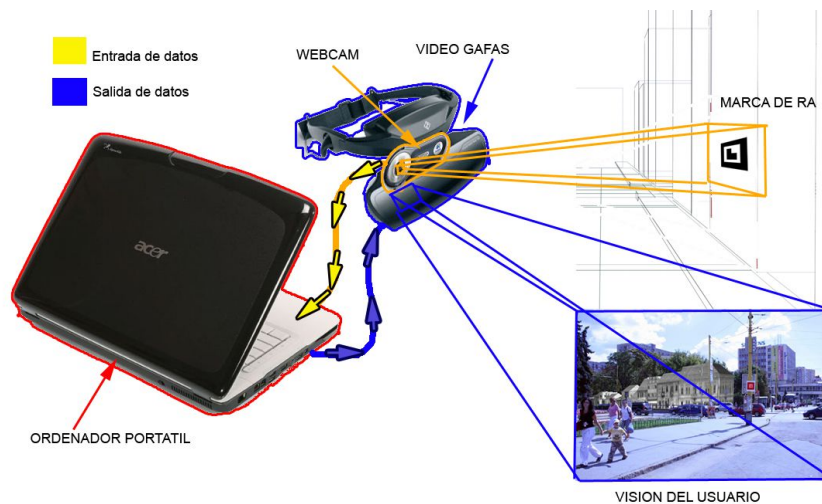 Entrada de datos
Salida de datos
WEBCAM
VIDEO GAFAS
MARCA DE RA
acer
ORDENADOR PORTATIL
VISION DEL USUARIO